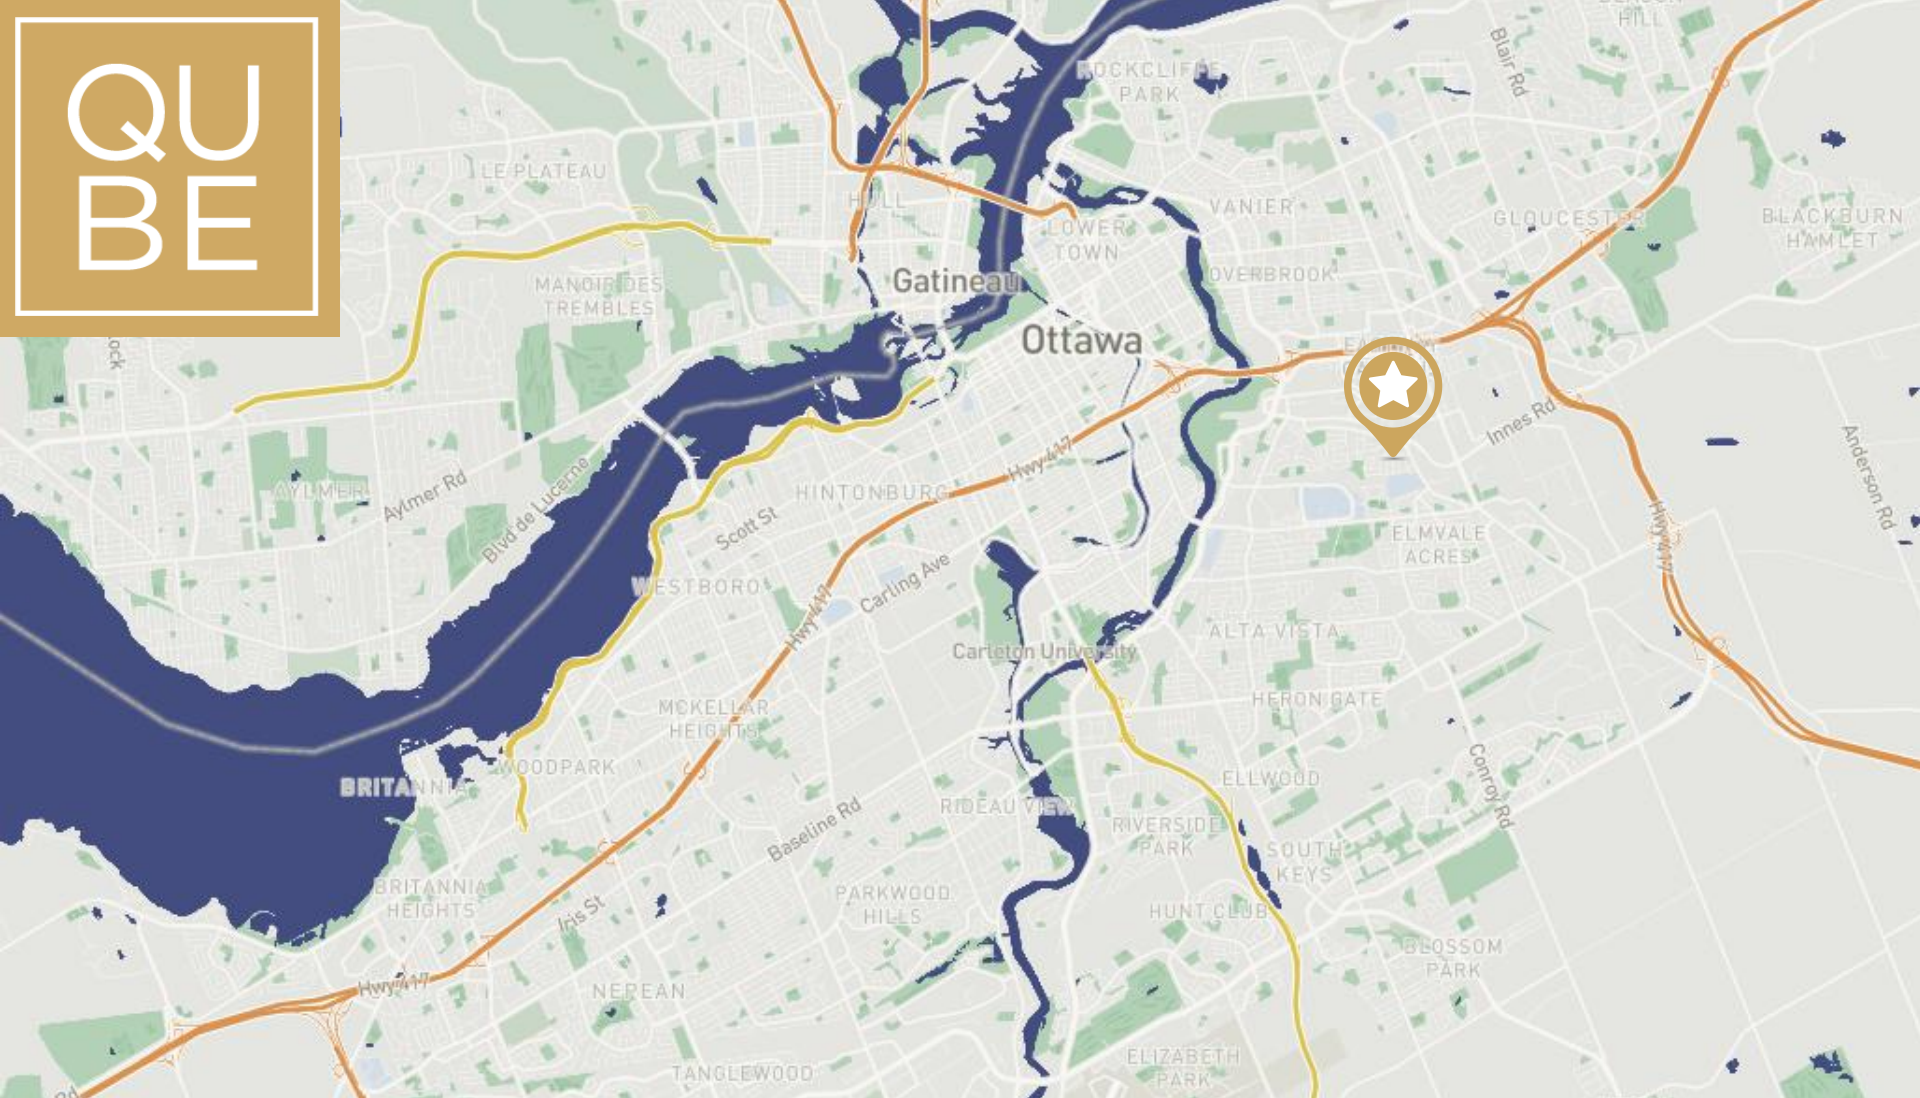 QU
BE
HILL
Blair Rd
ROCKCLIFFE
PARK
LE PLATEAU
HULL
VANIER
GLOUCESTER
BLACKBURN
HAMLET
LOWER
TOWN
OVERBROOK
Gatineau
MANOIR DES
TREMBLES
Ottawa
Innes Rd
Anderson Rd
AYLMER
Aylmer Rd
Blvd de Lucerne
HINTONBURG
Hwy 417
Scott St
Hwy 417
ELMVALE
ACRES
WESTBORO
Carling Ave
Hwy 417
ALTA VISTA
Carleton University
MCKELLAR
HEIGHTS
HERON GATE
WOODPARK
BRITANNIA
ELLWOOD
Conroy Rd
RIDEAU VIEW
Baseline Rd
RIVERSIDE
PARK
SOUTH
KEYS
BRITANNIA
HEIGHTS
Iris St
PARKWOOD
HILLS
HUNT CLUB
BLOSSOM
PARK
Hwy 417
NEPEAN
TANGLEWOOD
ELIZABETH
PARK